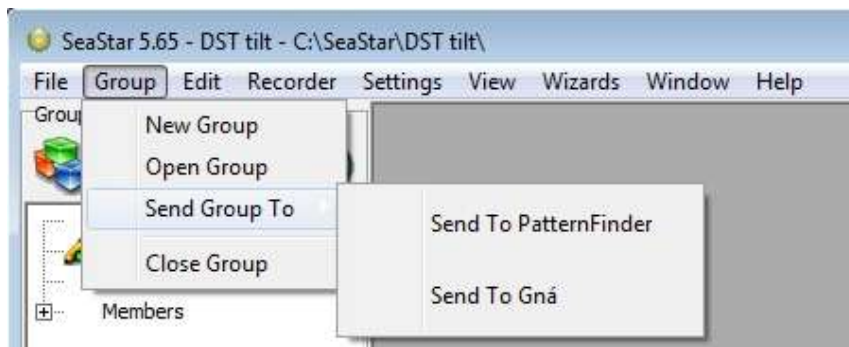 SeaStar 5.65 - DST tilt - C:\SeaStar\DST tilt\
File Group Edit Recorder Settings View Wizards Window Help
Grou
New Group
Open Group
Send Group To
Send To PatternFinder
Close Group
Send To Gná
Members